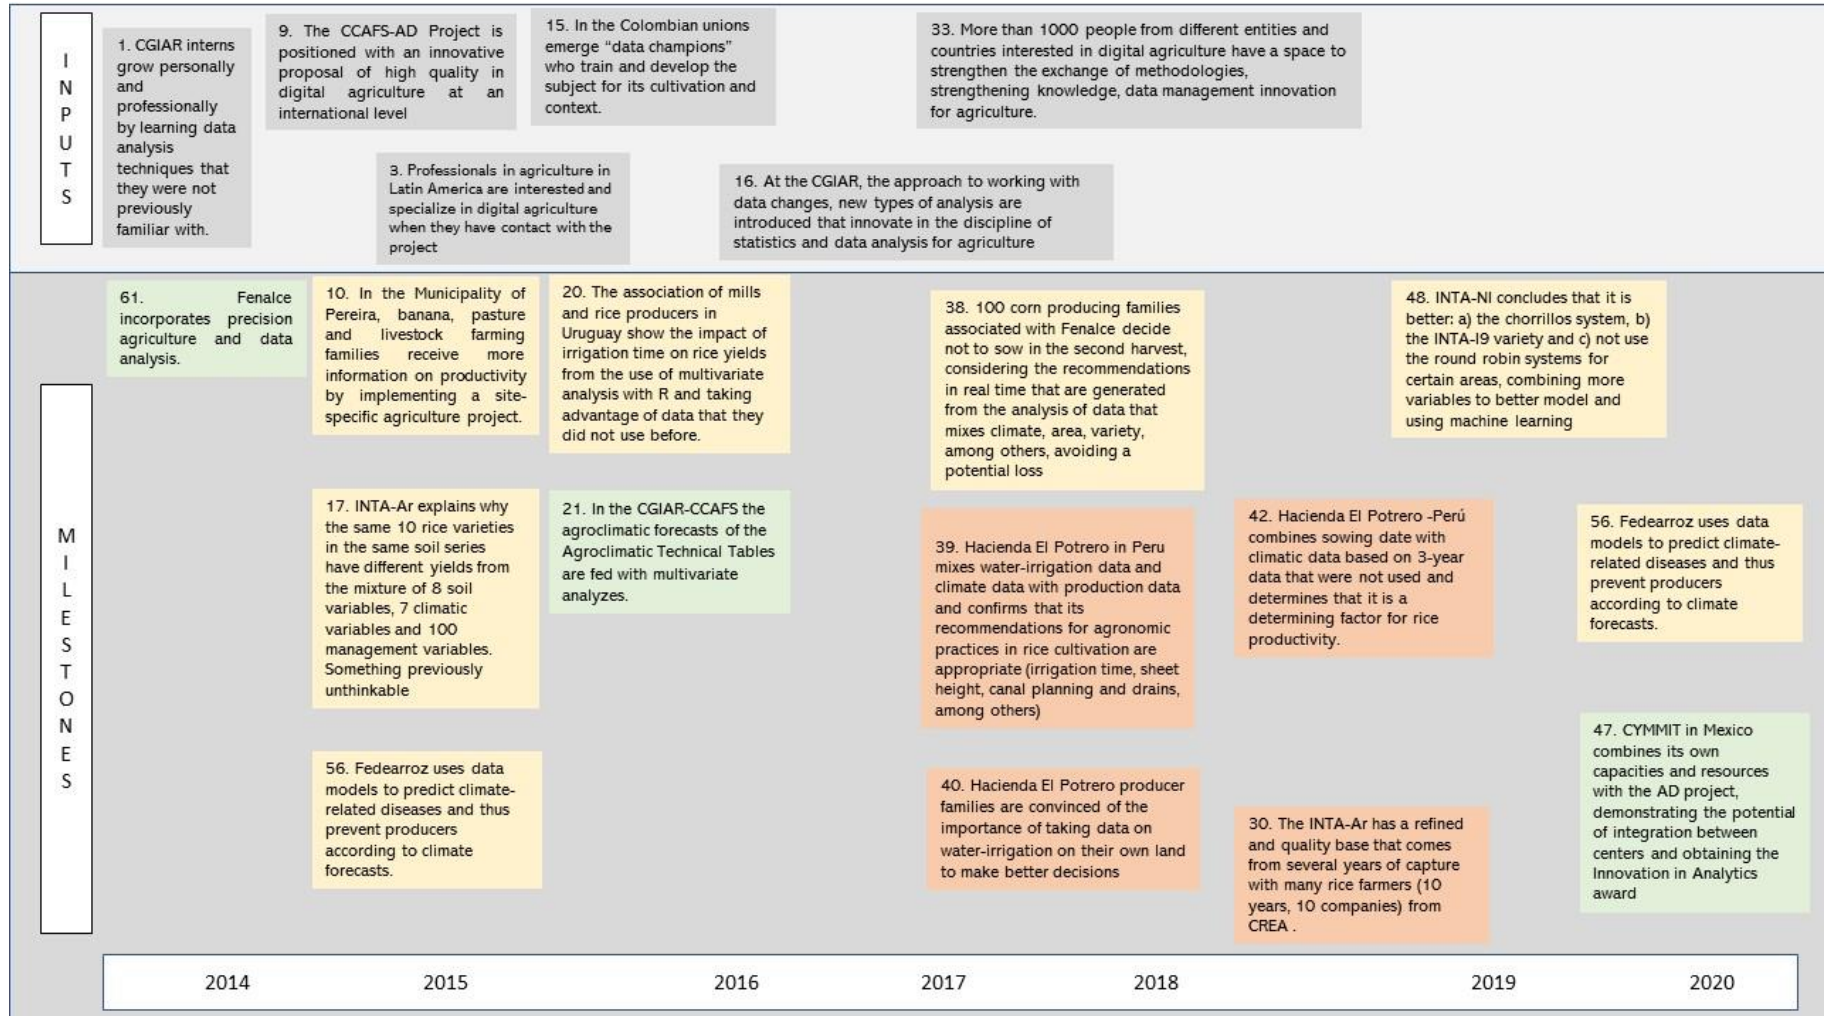 INPUTS
1. CGIAR interns
grow personally
and
professionally
by learning data
analysis
techniques that
they were not
previously
familiar with.
9. The CCAFS-AD Project is
positioned with an innovative
proposal of high quality in
digital agriculture at an
international level
15. In the Colombian unions
emerge “data champions”
who train and develop the
subject for its cultivation and
context.
33. More than 1000 people from different entities and
countries interested in digital agriculture have a space to
strengthen the exchange of methodologies,
strengthening knowledge, data management innovation
for agriculture.
3. Professionals in agriculture in
Latin America are interested and
specialize in digital agriculture
when they have contact with the
project
16. At the CGIAR, the approach to working with
data changes, new types of analysis are
introduced that innovate in the discipline of
statistics and data analysis for agriculture
MILESTONES
61. Fenalce
incorporates precision
agriculture and data
analysis.
10. In the Municipality of
Pereira, banana, pasture
and livestock farming
families receive more
information on productivity
by implementing a site-
specific agriculture project.
20. The association of mills
and rice producers in
Uruguay show the impact of
irrigation time on rice yields
from the use of multivariate
analysis with R and taking
advantage of data that they
did not use before.
38. 100 corn producing families
associated with Fenalce decide
not to sow in the second harvest,
considering the recommendations
in real time that are generated
from the analysis of data that
mixes climate, area, variety,
among others, avoiding a
potential loss
48. INTA-NI concludes that it is
better: a) the chorrillos system, b)
the INTA-I9 variety and c) not use
the round robin systems for
certain areas, combining more
variables to better model and
using machine learning
17. INTA-Ar explains why
the same 10 rice varieties
in the same soil series
have different yields from
the mixture of 8 soil
variables, 7 climatic
variables and 100
management variables.
Something previously
unthinkable
21. In the CGIAR-CCAFS the
agroclimatic forecasts of the
Agroclimatic Technical Tables
are fed with multivariate
analyzes.
39. Hacienda El Potrero in Peru
mixes water-irrigation data and
climate data with production data
and confirms that its
recommendations for agronomic
practices in rice cultivation are
appropriate (irrigation time, sheet
height, canal planning and drains,
among others)
42. Hacienda El Potrero -Perú
combines sowing date with
climatic data based on 3-year
data that were not used and
determines that it is a
determining factor for rice
productivity.
56. Fedearroz uses data
models to predict climate-
related diseases and thus
prevent producers
according to climate
forecasts.
56. Fedearroz uses data
models to predict climate-
related diseases and thus
prevent producers
according to climate
forecasts.
40. Hacienda El Potrero producer
families are convinced of the
importance of taking data on
water-irrigation on their own land
to make better decisions
30. The INTA-Ar has a refined
and quality base that comes
from several years of capture
with many rice farmers (10
years, 10 companies) from
CREA .
47. CYMMIT in Mexico
combines its own
capacities and resources
with the AD project,
demonstrating the potential
of integration between
centers and obtaining the
Innovation in Analytics
award
2014 2015 2016 2017 2018 2019 2020